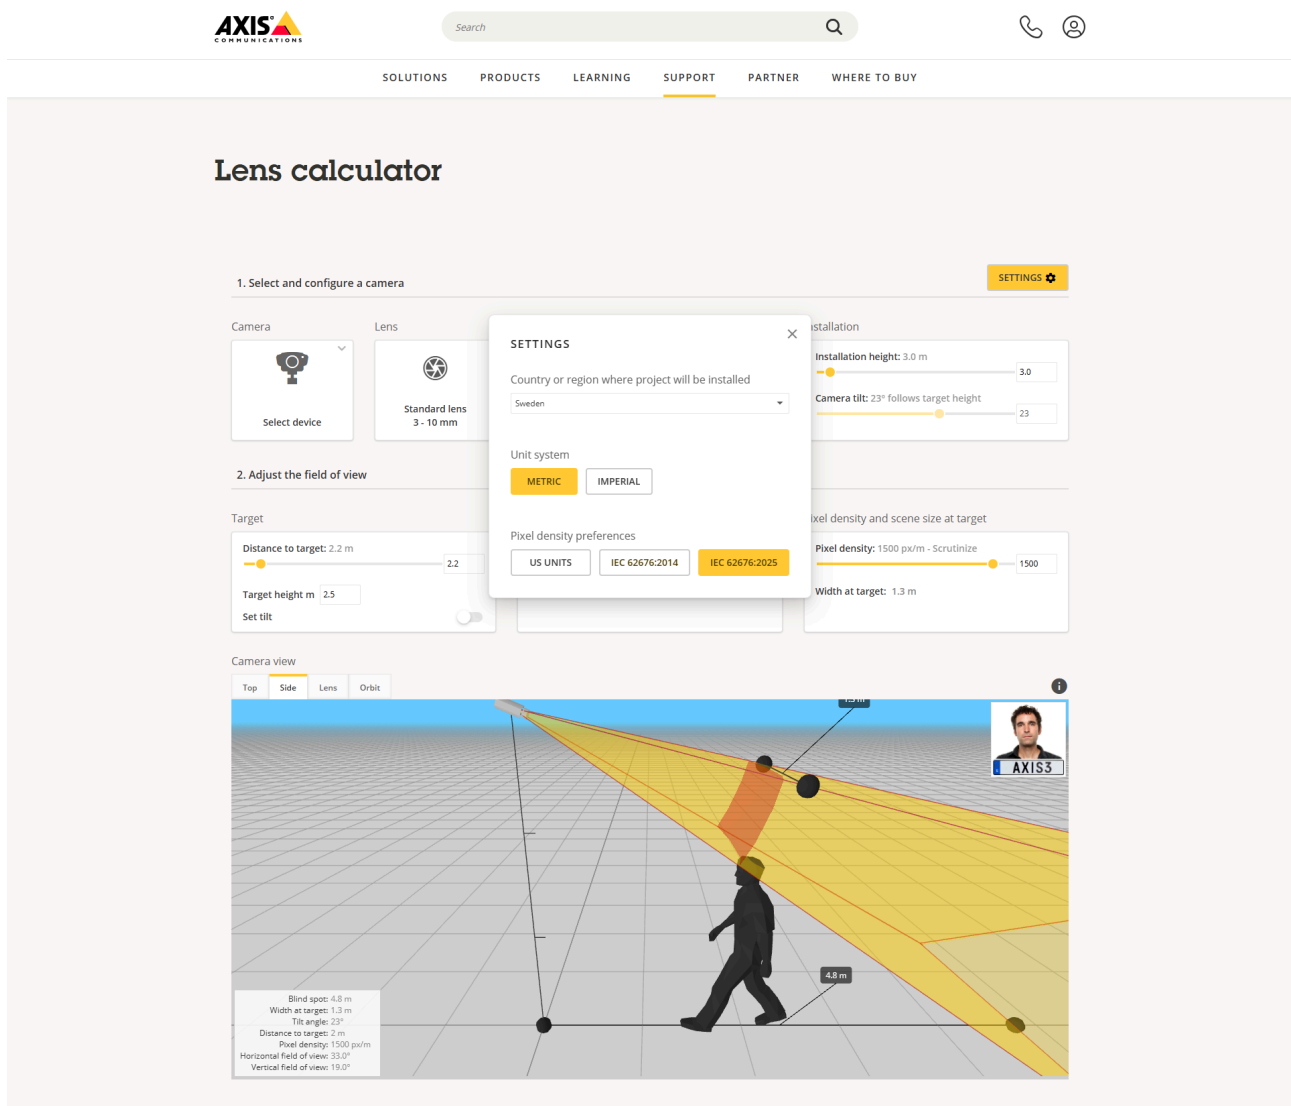 AXIS
COMMUNICATIONS
Search
SOLUTIONS
PRODUCTS
LEARNING
SUPPORT
PARTNER
WHERE TO BUY
Lens calculator
1. Select and configure a camera
SETTINGS
Camera
Select device
Lens
Standard lens
3 - 10 mm
SETTINGS
Country or region where project will be installed
Sweden
Unit system
METRIC
IMPERIAL
Pixel density preferences
US UNITS
IEC 62676:2014
IEC 62676:2025
nstallation
Installation height: 3.0 m
3.0
Camera tilt: 23° follows target height
23
2. Adjust the field of view
Target
Distance to target: 2.2 m
2.2
Target height m 2.5
Set tilt
ixel density and scene size at target
Pixel density: 1500 px/m - Scrutinize
1500
Width at target: 1.3 m
Camera view
Top
Side
Lens
Orbit
i
1.3 m
AXIS3
4.8 m
Blind spot: 4.8 m
Width at target: 1.3 m
Tilt angle: 23°
Distance to target: 2 m
Pixel density: 1500 px/m
Horizontal field of view: 33.0°
Vertical field of view: 19.0°